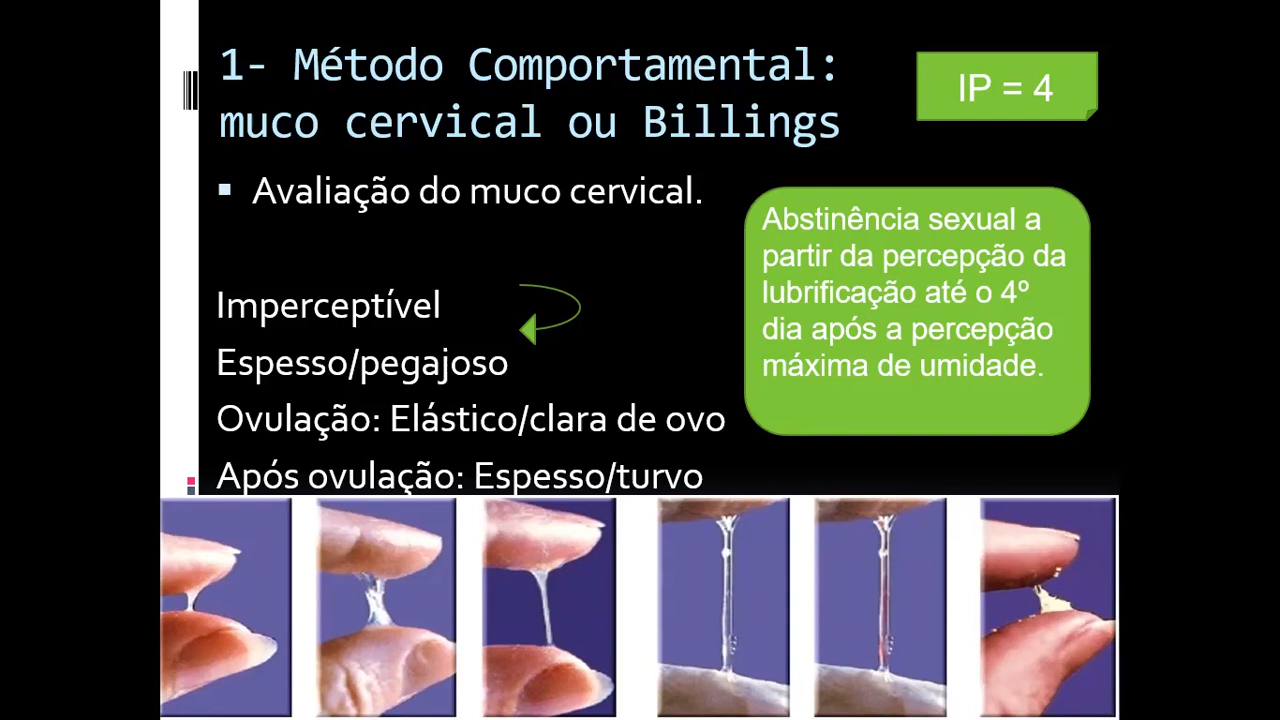 1- Método Comportamental:
muco cervical ou Billings
IP = 4
▪ Avaliação do muco cervical.
Imperceptível
Espesso/pegajoso
Ovulação: Elástico/clara de ovo
Após ovulação: Espesso/turvo
Abstinência sexual a
partir da percepção da
lubrificação até o 4º
dia após a percepção
máxima de umidade.